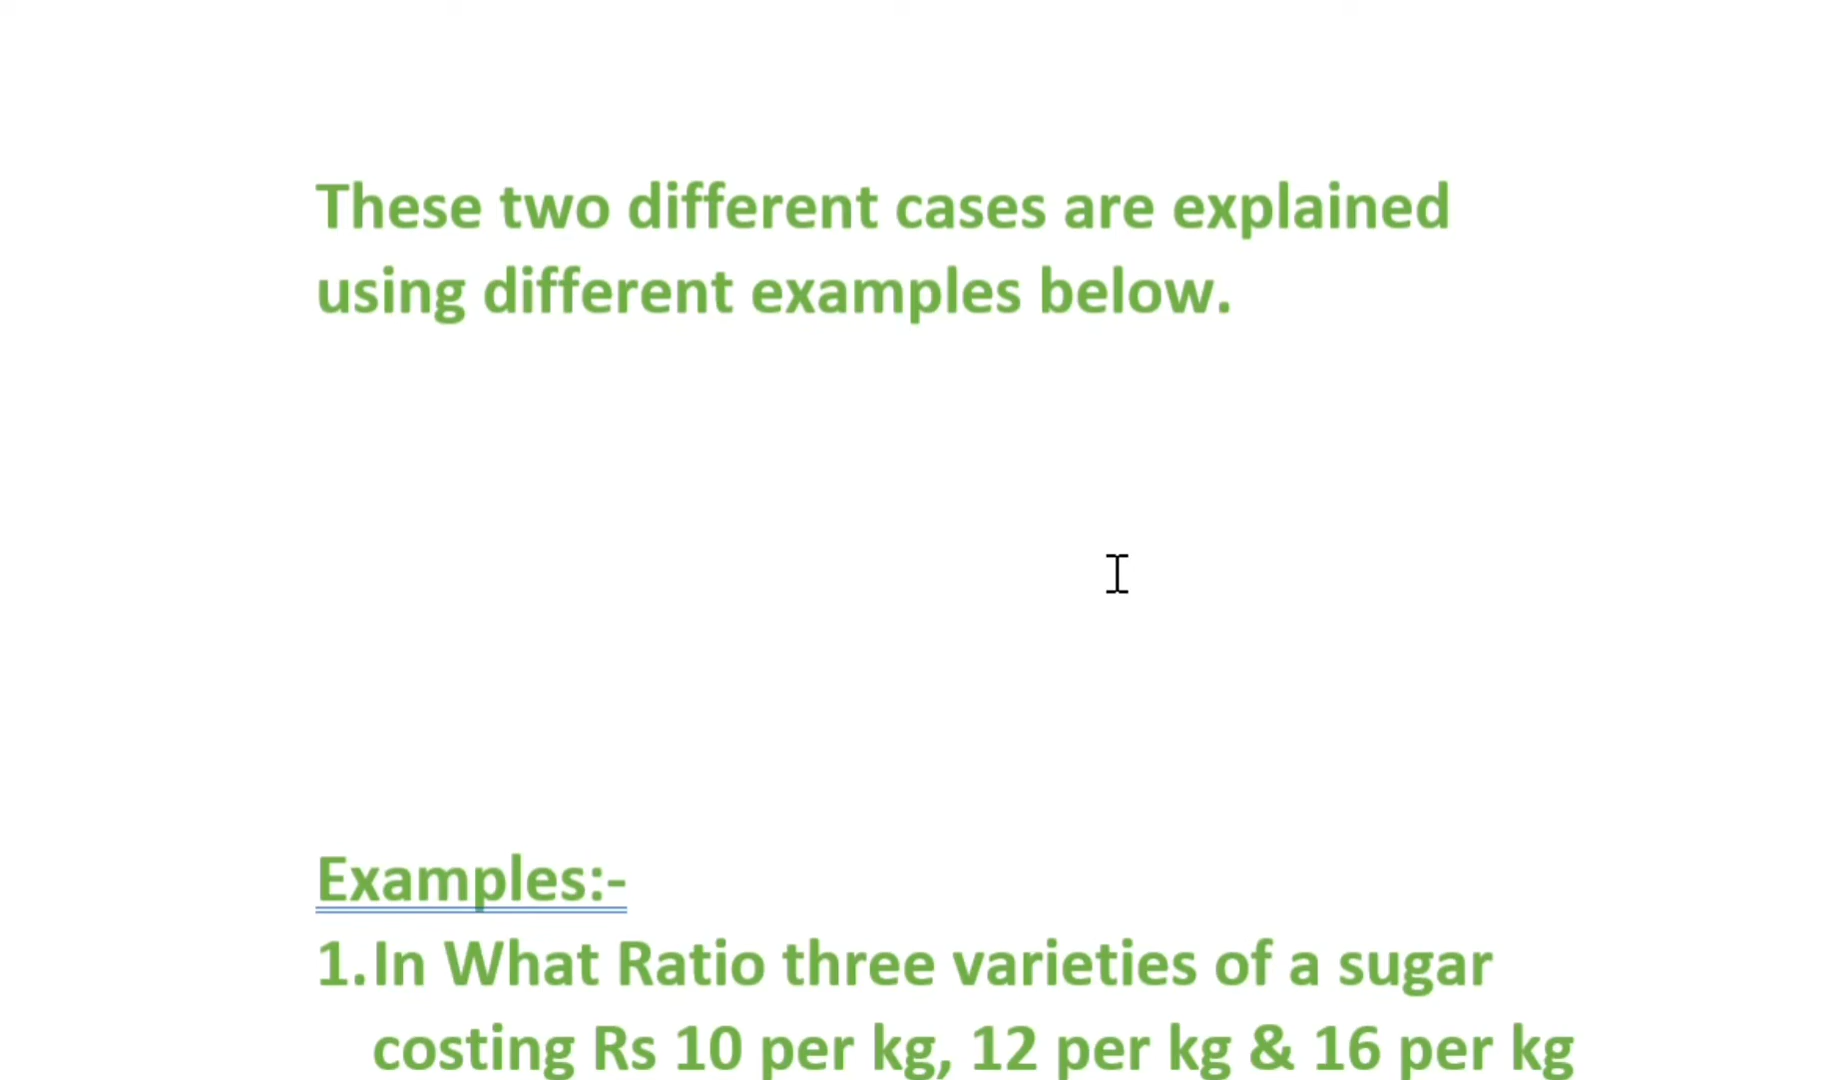 These two different cases are explained
using different examples below.
Examples:-
1. In What Ratio three varieties of a sugar
costing Rs 10 per kg, 12 per kg & 16 per kg